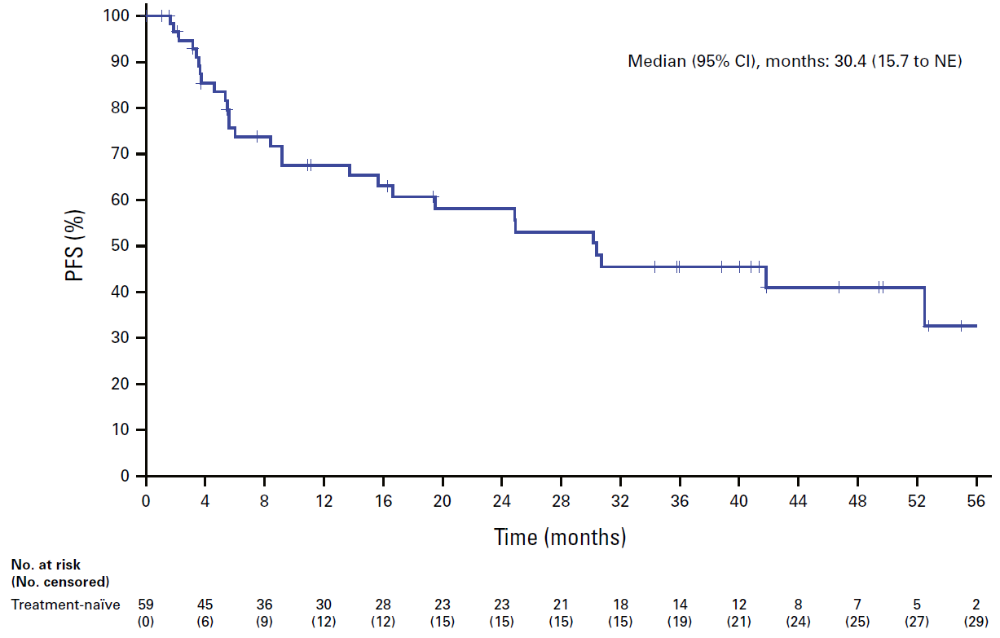 100
90
80
70
60
50
40
30
20
10
0
PFS (%)
Median (95% CI), months: 30.4 (15.7 to NE)
0 4 8 12 16 20 24 28 32 36 40 44 48 52 56
Time (months)
No. at risk
(No. censored)
Treatment-naïve 59 45 36 30 28 23 23 21 18 14 12 8 7 5 2
(0) (6) (9) (12) (12) (15) (15) (15) (15) (19) (21) (24) (25) (27) (29)